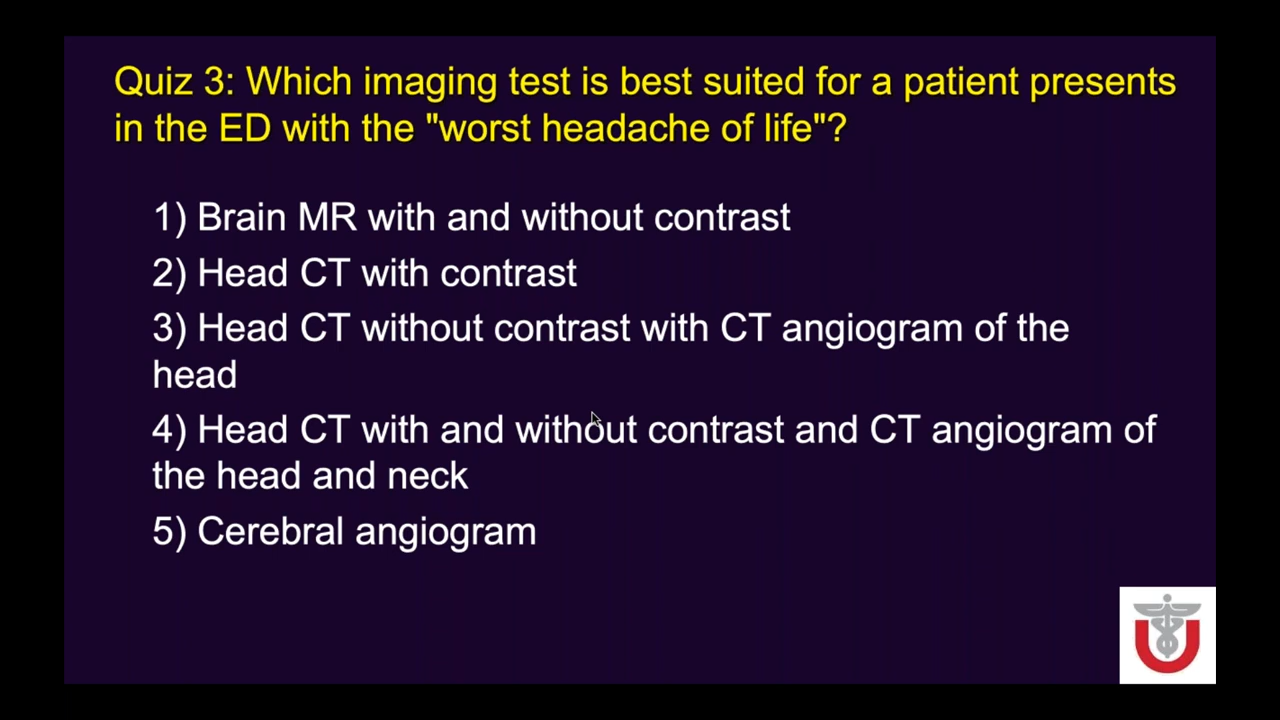 Quiz 3: Which imaging test is best suited for a patient presents
in the ED with the "worst headache of life"?
1) Brain MR with and without contrast
2) Head CT with contrast
3) Head CT without contrast with CT angiogram of the
head
4) Head CT with and without contrast and CT angiogram of
the head and neck
5) Cerebral angiogram
U